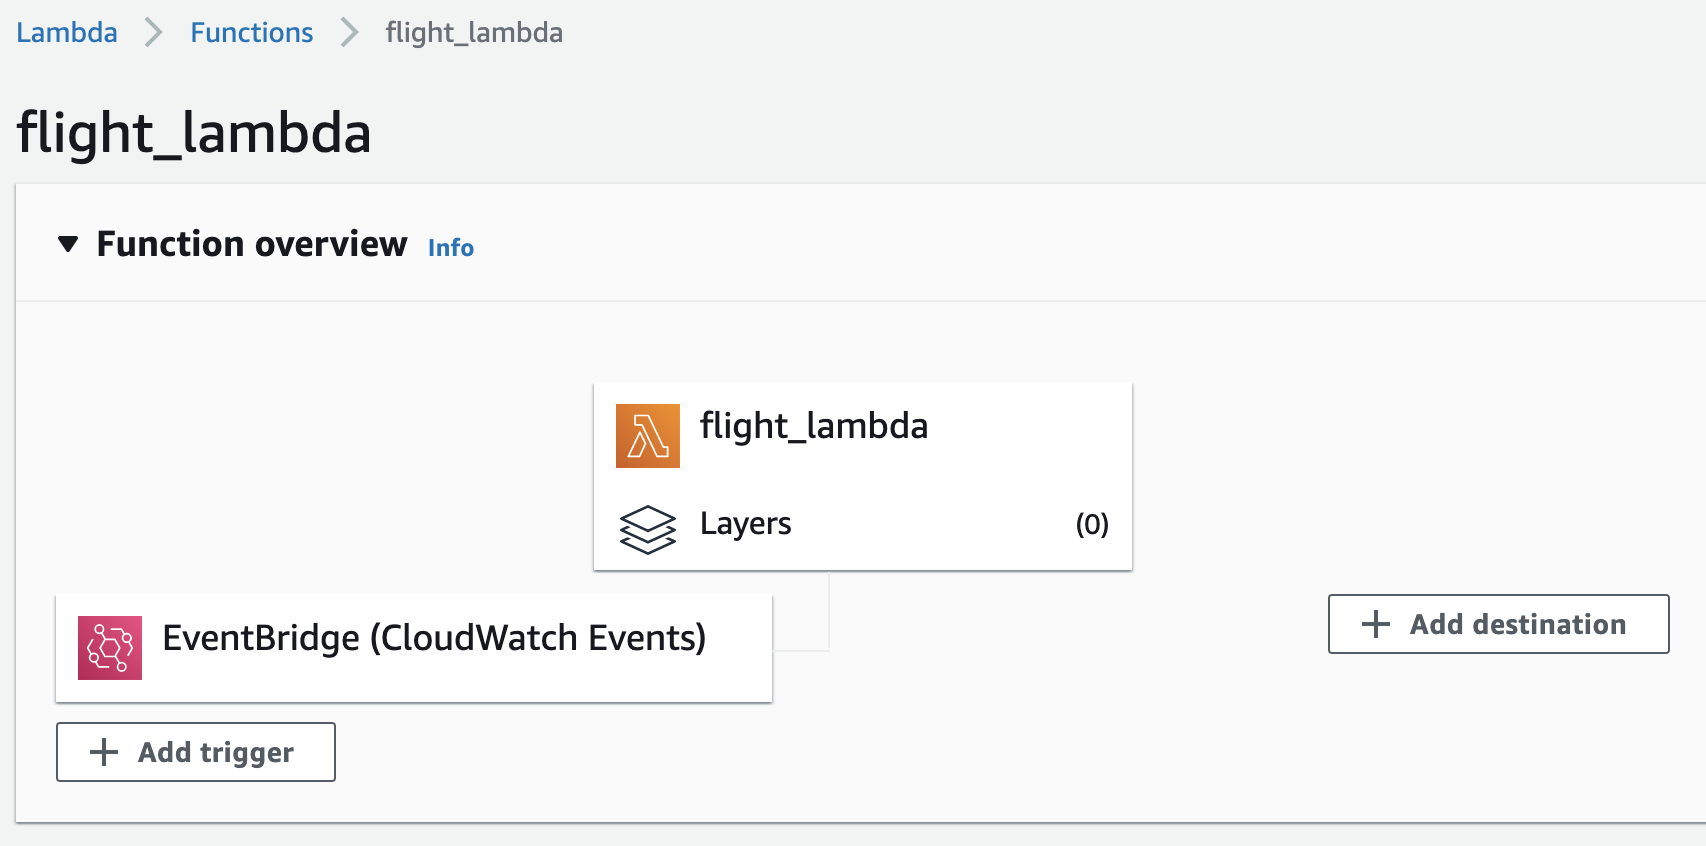 Lambda > Functions > flight_lambda
flight_lambda
Function overview Info
flight_lambda
Layers (0)
EventBridge (CloudWatch Events)
+ Add destination
+ Add trigger